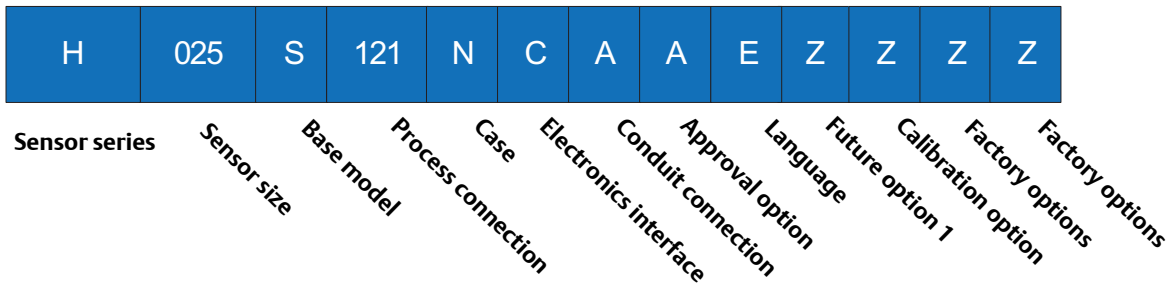 H 025 S 121 N C A A E Z Z Z Z
Sensor series
Sensor size
Base model
Process connection
Case
Electronics interface
Conduit connection
Approval option
Language
Future option 1
Calibration option
Factory options
Factory options